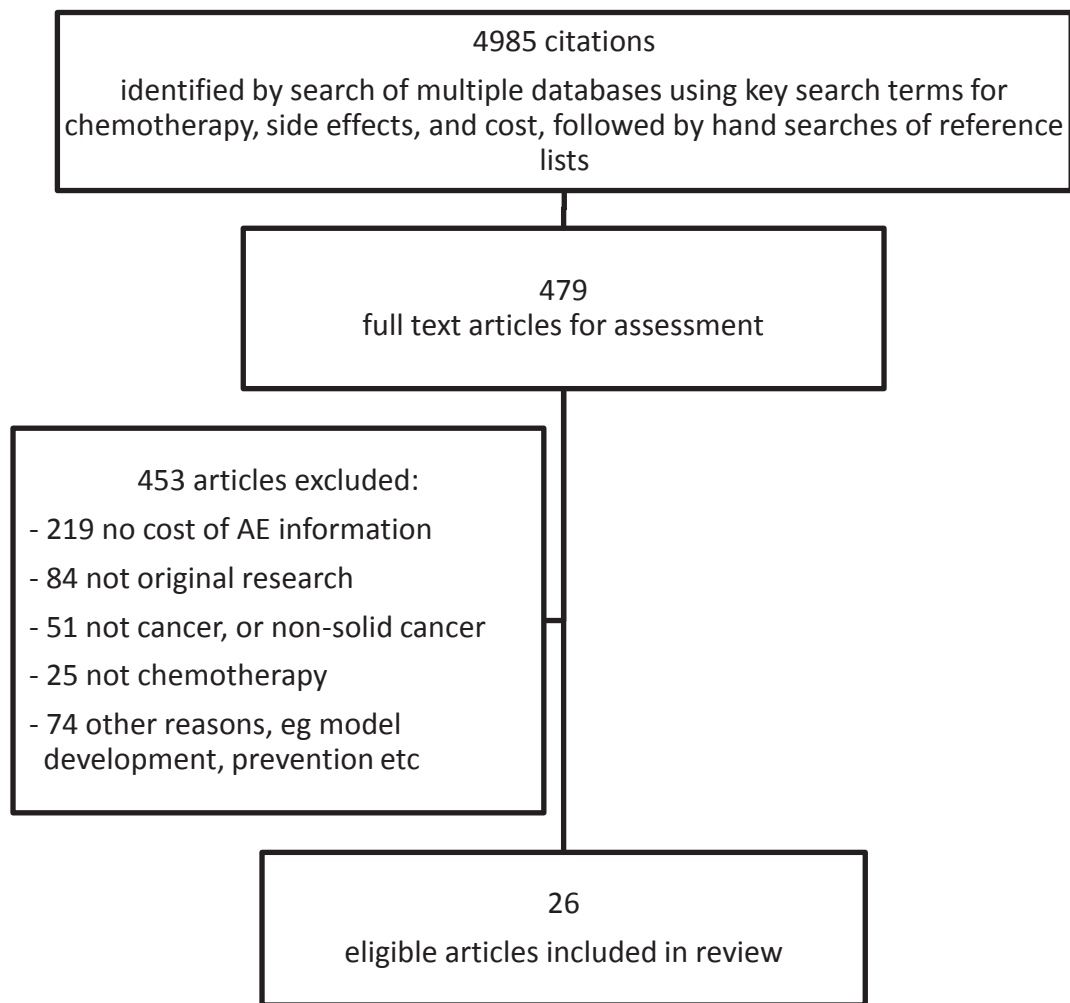 4985 citations
identified by search of multiple databases using key search terms for
chemotherapy, side effects, and cost, followed by hand searches of reference
lists
479
full text articles for assessment
453 articles excluded:
- 219 no cost of AE information
- 84 not original research
- 51 not cancer, or non-solid cancer
- 25 not chemotherapy
- 74 other reasons, eg model
development, prevention etc
26
eligible articles included in review